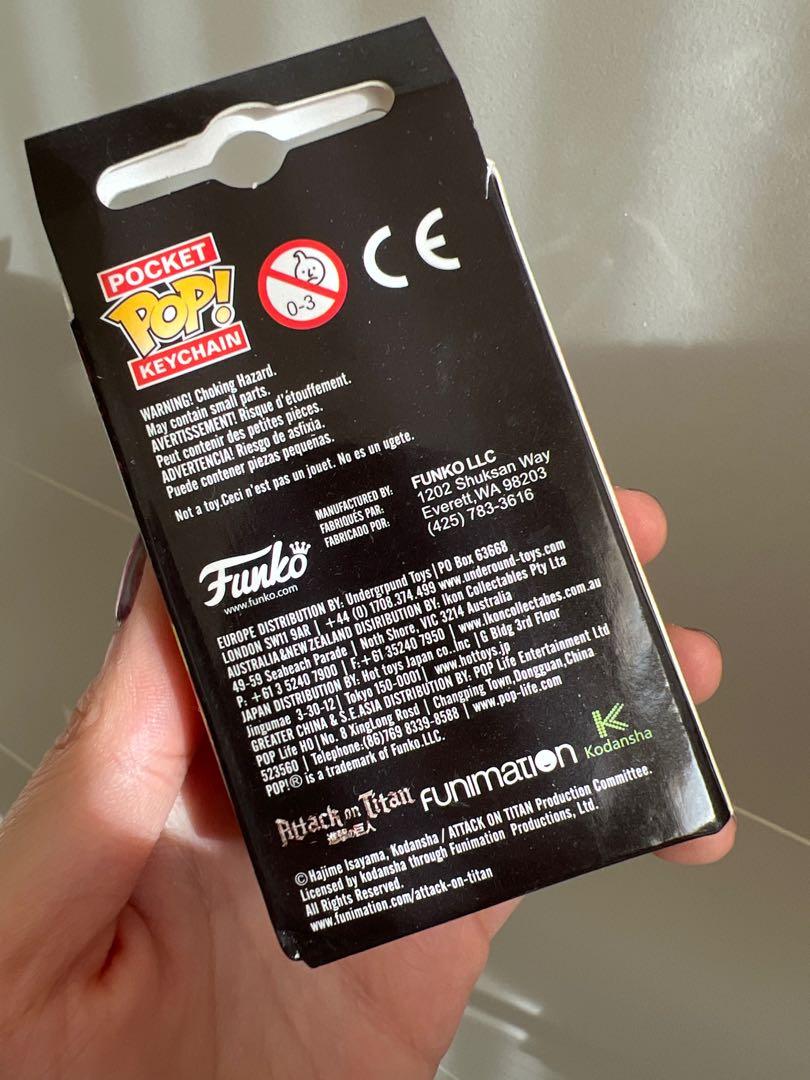 POCKET
POP!
KEYCHAIN
0-3
CE
WARNING! Choking Hazard.
May contain small parts.
AVERTISSEMENT! Risque d'étouffement.
Peut contenir des petites pièces.
ADVERTENCIA! Riesgo de asfixia.
Puede contener piezas pequeñas.
Not a toy.Ceci n'est pas un jouet. No es un ugete.
MANUFACTURED BY:
FABRIQUÉS PAR:
FABRICADO POR:
FUNKO LLC
1202 Shuksan Way
Everett,WA 98203
(425) 783-3616
Funko
www.funko.com
EUROPE DISTRIBUTION BY: Undergrpund Toys | PO Box 63668
LONDON SW11 9AR | +44 (0) 1708.374.499 www.underound-toys.com
AUSTRALIA&NEWZEALAND DISTRIBUTION BY: Ikon Collectables Pty Lta
49-59 Seabeach Parade | Noth Shore, VIC 3214 Australia
P: +61 3 5240 7900 | F:+61 35240 7950 | www.lkoncollectabes.com.au
JAPAN DISTRIBUTION BY: Hot toys Japan co.,Inc | G Bldg 3rd Floor
Jingumae 3-30-12| Tokyo 150-0001| www.hottoys.jp
GREATER CHINA & S.E.ASIA DISTRIBUTION BY: POP Life Entertainment Ltd
POP Life HO|No. 8 XingLong Rosd | Changping Town,Dongguan,China
523560 | Telephone:(86)769 8339-8588 | www.pop-life.com
POP!® is a trademark of Funko.LLC.
Attack on Titan
進撃の巨人
FUNIMATION
K
Kodansha
©Hajime Isayama, Kodansha / ATTACK ON TITAN Production Committee.
Licensed by kodansha through Funimation Productions, Ltd.
All Rights Reserved.
www.funimation.com/attack-on-titan